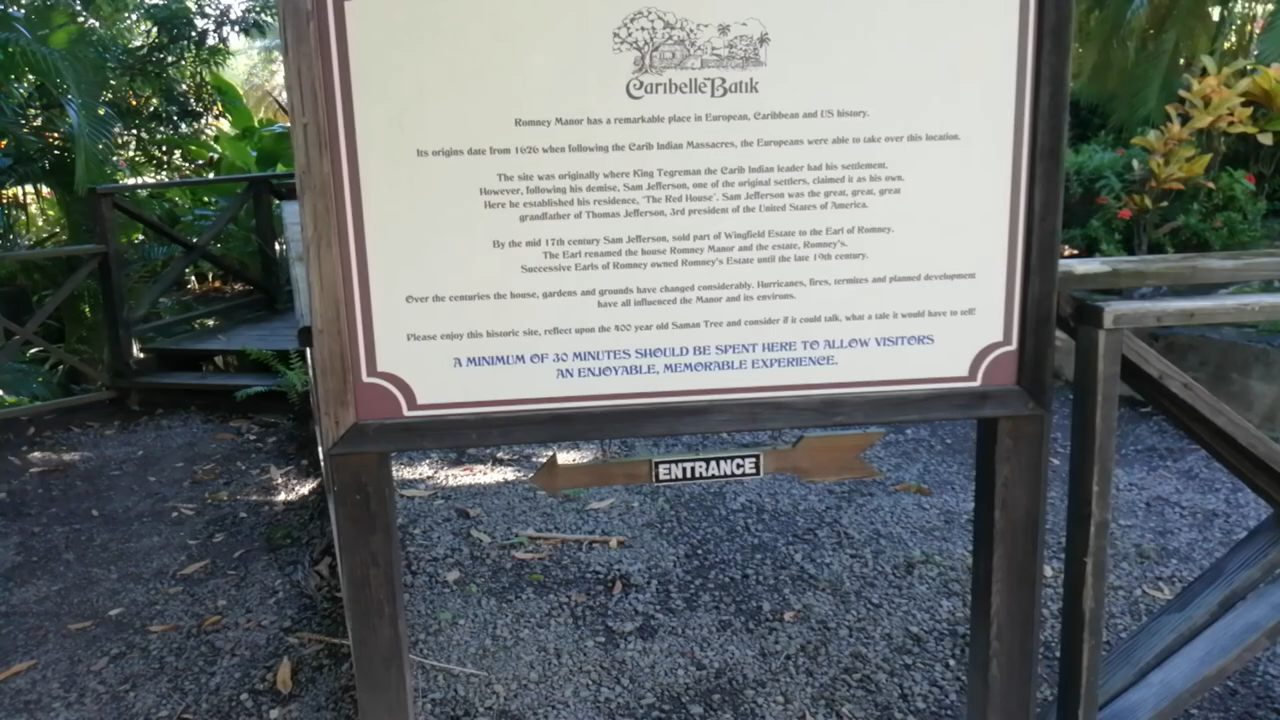 Caribelle Batik
Romney Manor has a remarkable place in European, Caribbean and US history.
Its origins date from 1626 when following the Carib Indian Massacres, the Europeans were able to take over this location.
The site was originally where King Tegreman the Carib Indian leader had his settlement.
However, following his demise, Sam Jefferson, one of the original settlers, claimed it as his own.
Here he established his residence, "The Red House". Sam Jefferson was the great, great, great
grandfather of Thomas Jefferson, 3rd president of the United States of America.
By the mid 17th century Sam Jefferson, sold part of Wingfield Estate to the Earl of Romney.
The Earl renamed the house Romney Manor and the estate, Romney's.
Successive Earls of Romney owned Romney's Estate until the late 19th century.
Over the centuries the house, gardens and grounds have changed considerably. Hurricanes, fires, termites and planned development
have all influenced the Manor and its environs.
Please enjoy this historic site, reflect upon the 400 year old Saman Tree and consider if it could talk, what a tale it would have to tell!
A MINIMUM OF 30 MINUTES SHOULD BE SPENT HERE TO ALLOW VISITORS
AN ENJOYABLE, MEMORABLE EXPERIENCE.
ENTRANCE